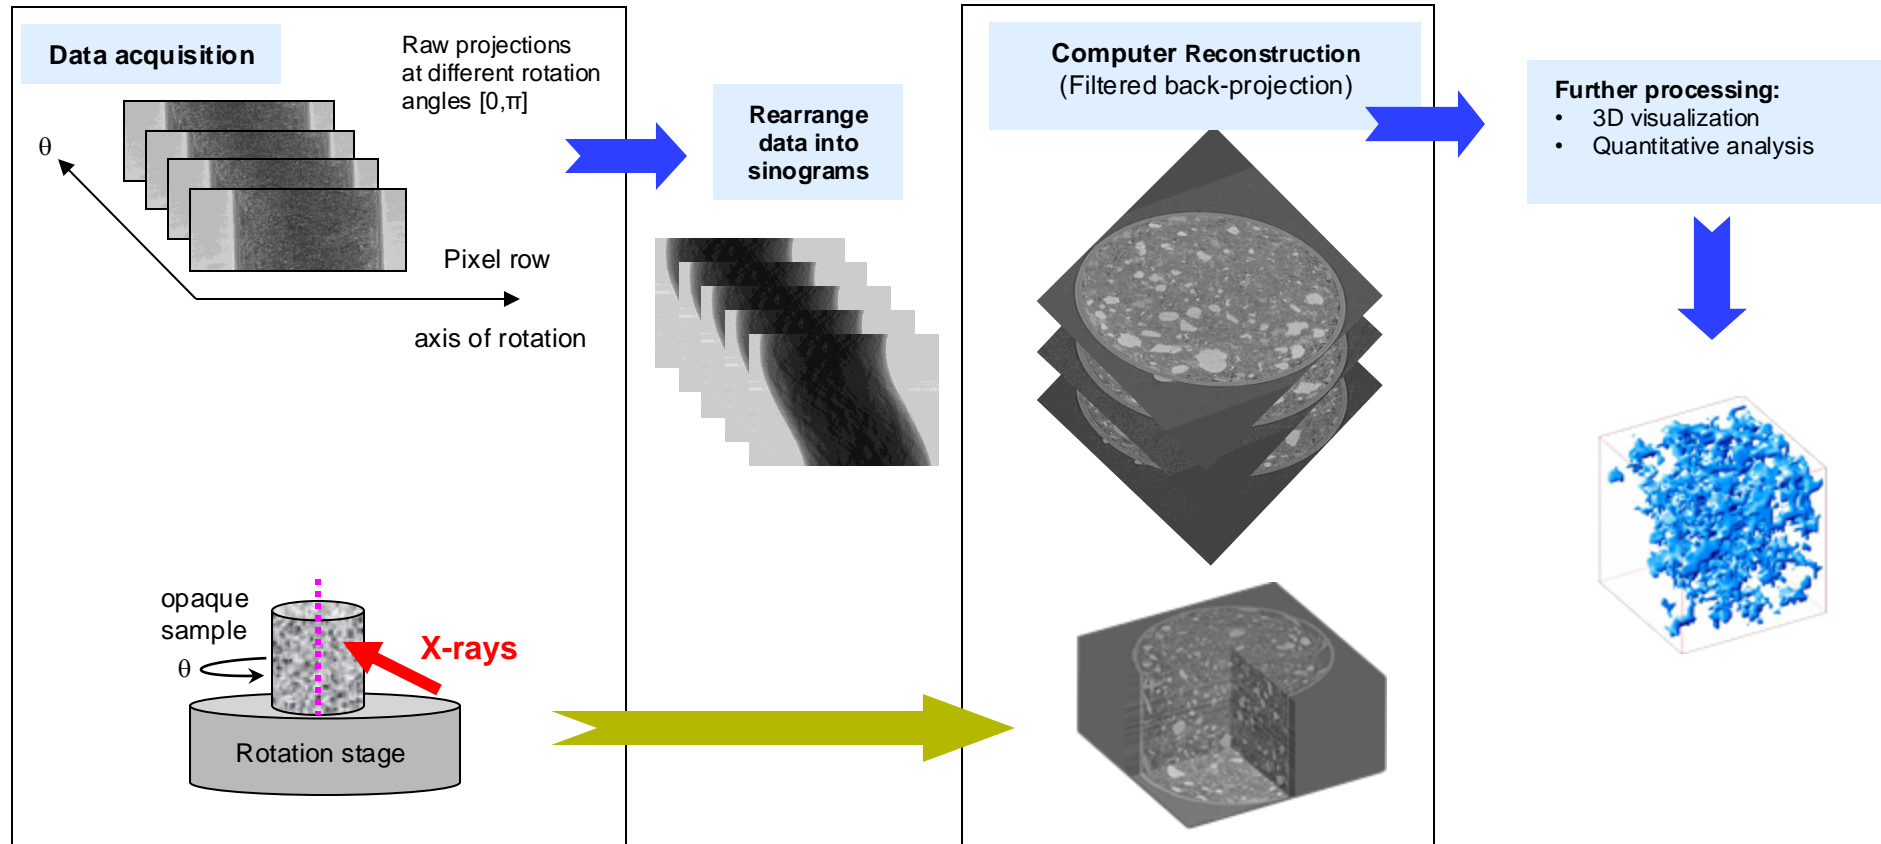 Data acquisition
Raw projections
at different rotation
angles [0,π]
θ
Pixel row
axis of rotation
opaque
sample
θ
X-rays
Rotation stage
Rearrange
data into
sinograms
Computer Reconstruction
(Filtered back-projection)
Further processing:
• 3D visualization
• Quantitative analysis